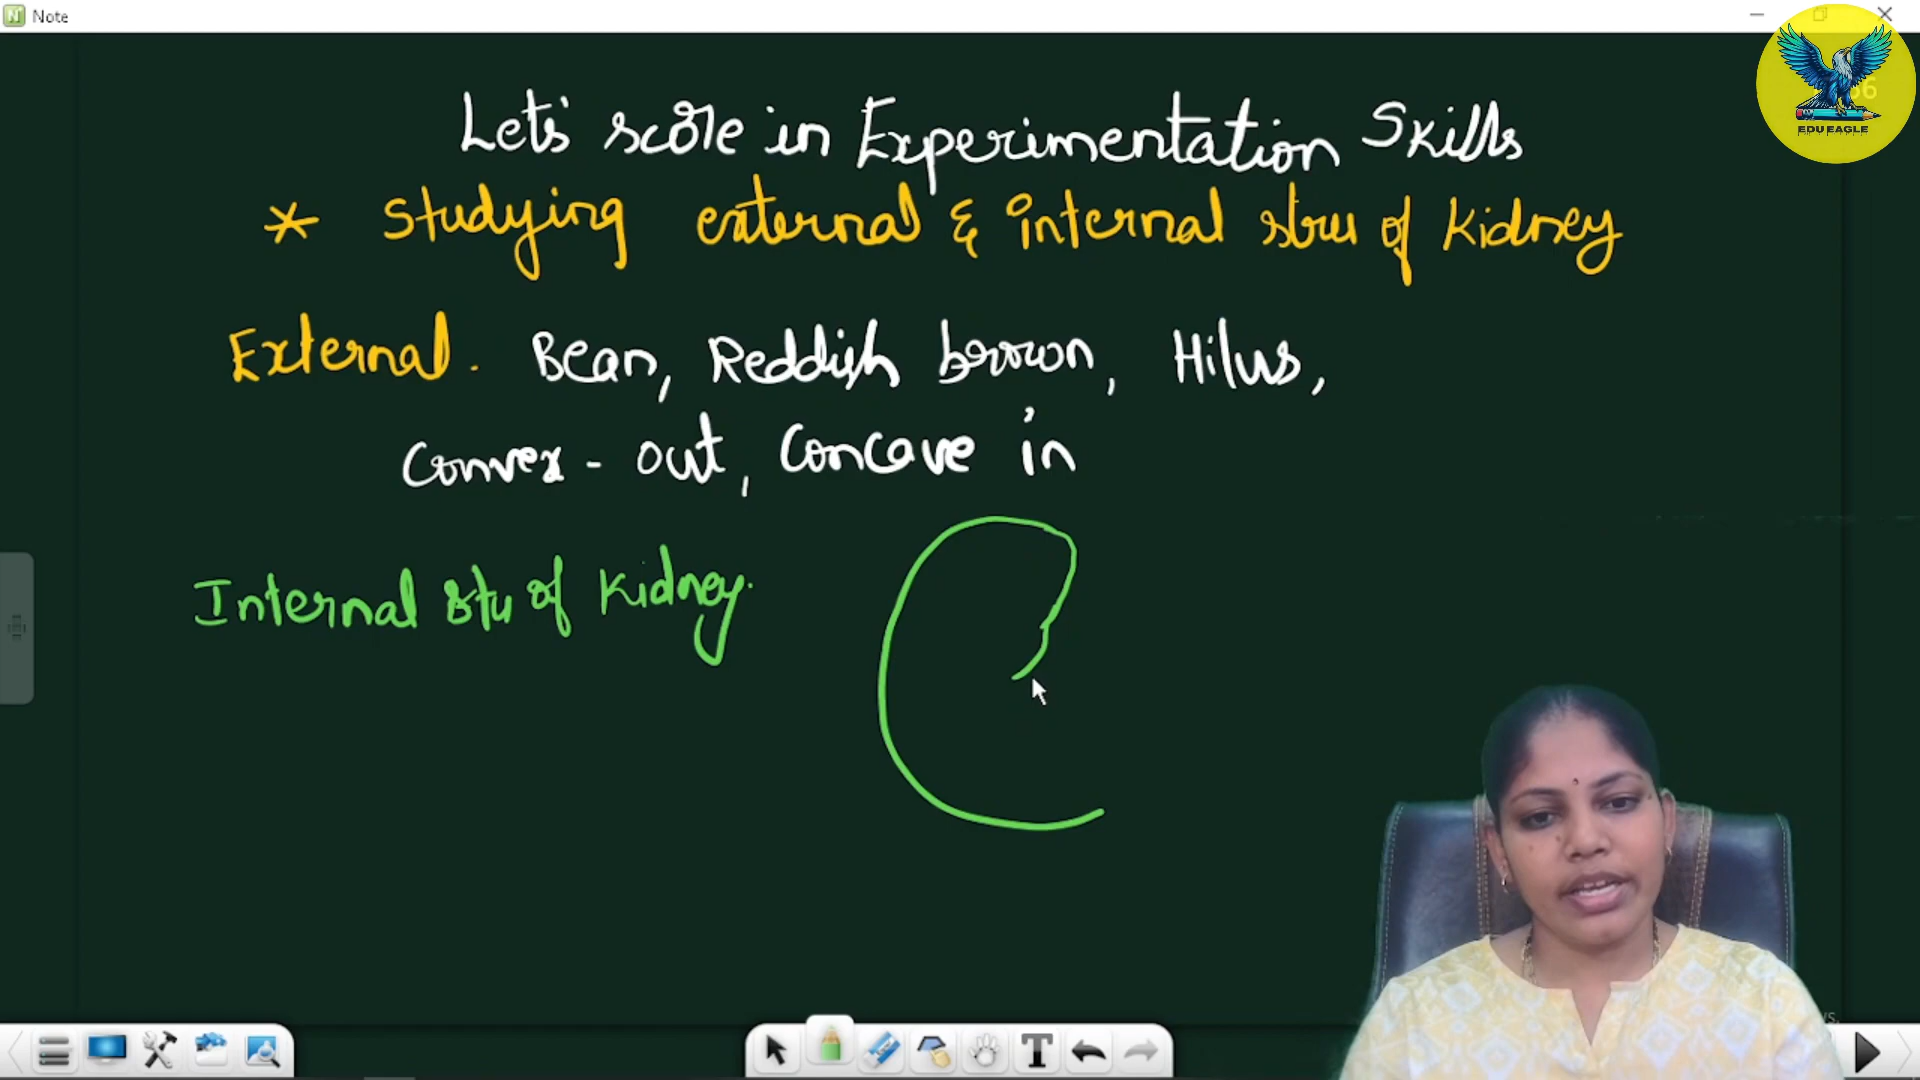 Note
EDU EAGLE
Let's score in Experimentation Skills
* Studying external & internal stru of Kidney
External. Bean, Reddish brown, Hilus,
Convex - out, Concave in
Internal stu of Kidney.
T